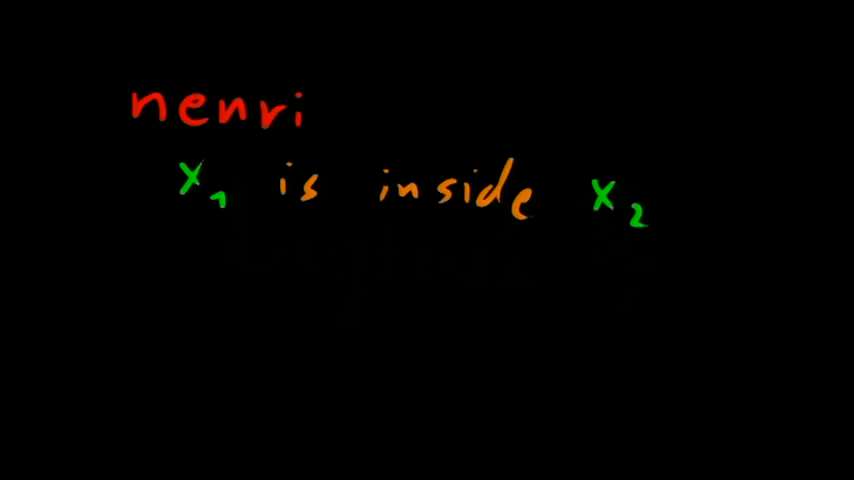 nenri
x₁ is inside x₂